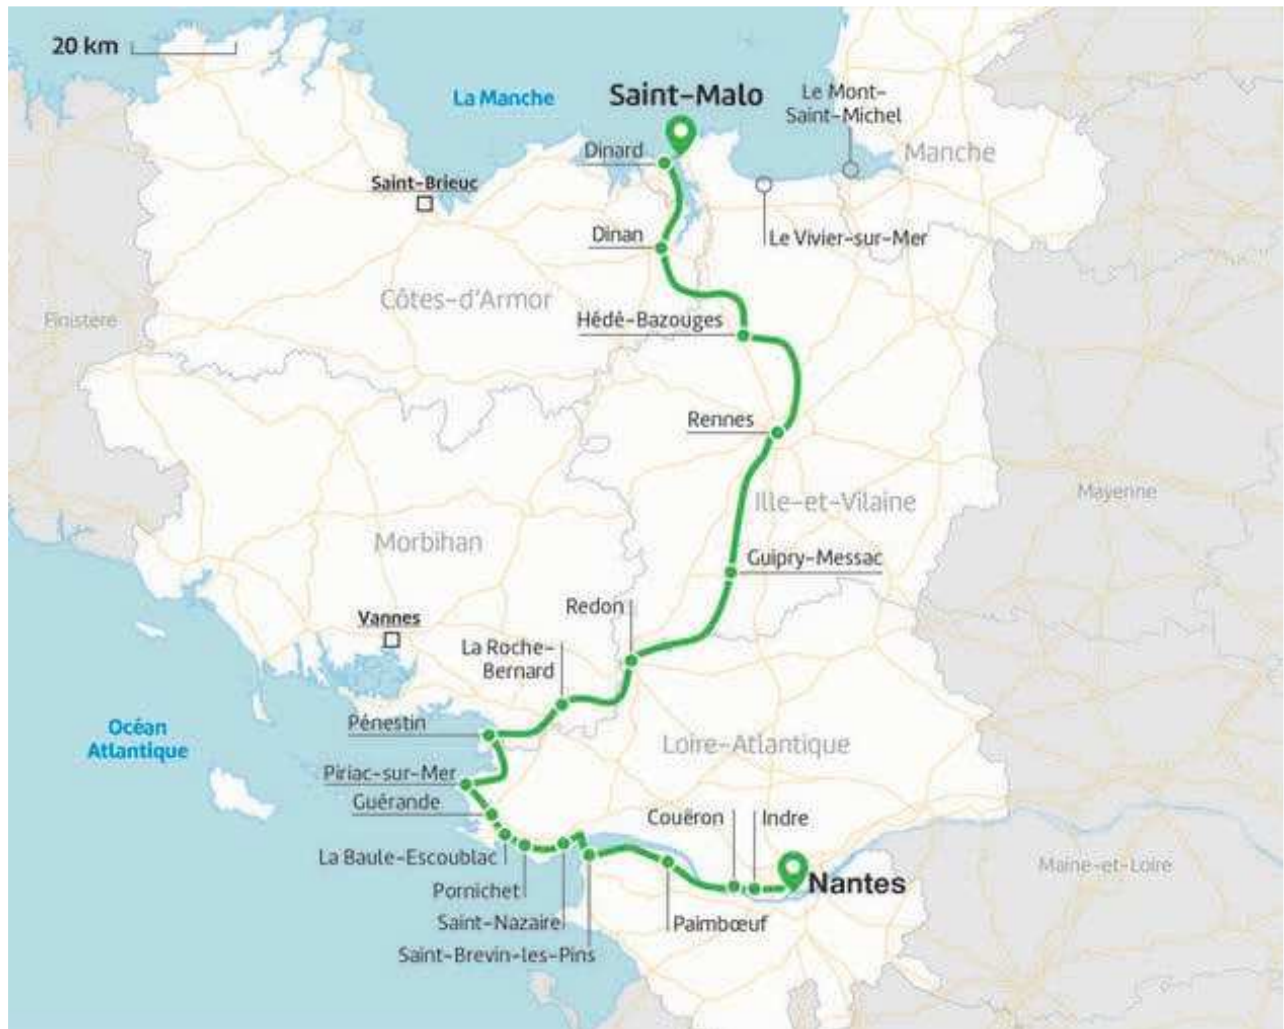 20 km
La Manche
Saint-Malo
Le Mont-
Saint-Michel
Dinard
Manche
Saint-Brieuc
Dinan
Le Vivier-sur-Mer
Côtes-d'Armor
Finistère
Hédé-Bazouges
Rennes
Mayenne
Ille-et-Vilaine
Morbihan
Guipry-Messac
Redon
Vannes
La Roche-
Bernard
Pénestin
Océan
Atlantique
Loire-Atlantique
Piriac-sur-Mer
Guérande
Couëron
Indre
La Baule-Escoublac
Maine-et-Loire
Nantes
Pornichet
Saint-Nazaire
Paimbœuf
Saint-Brevin-les-Pins